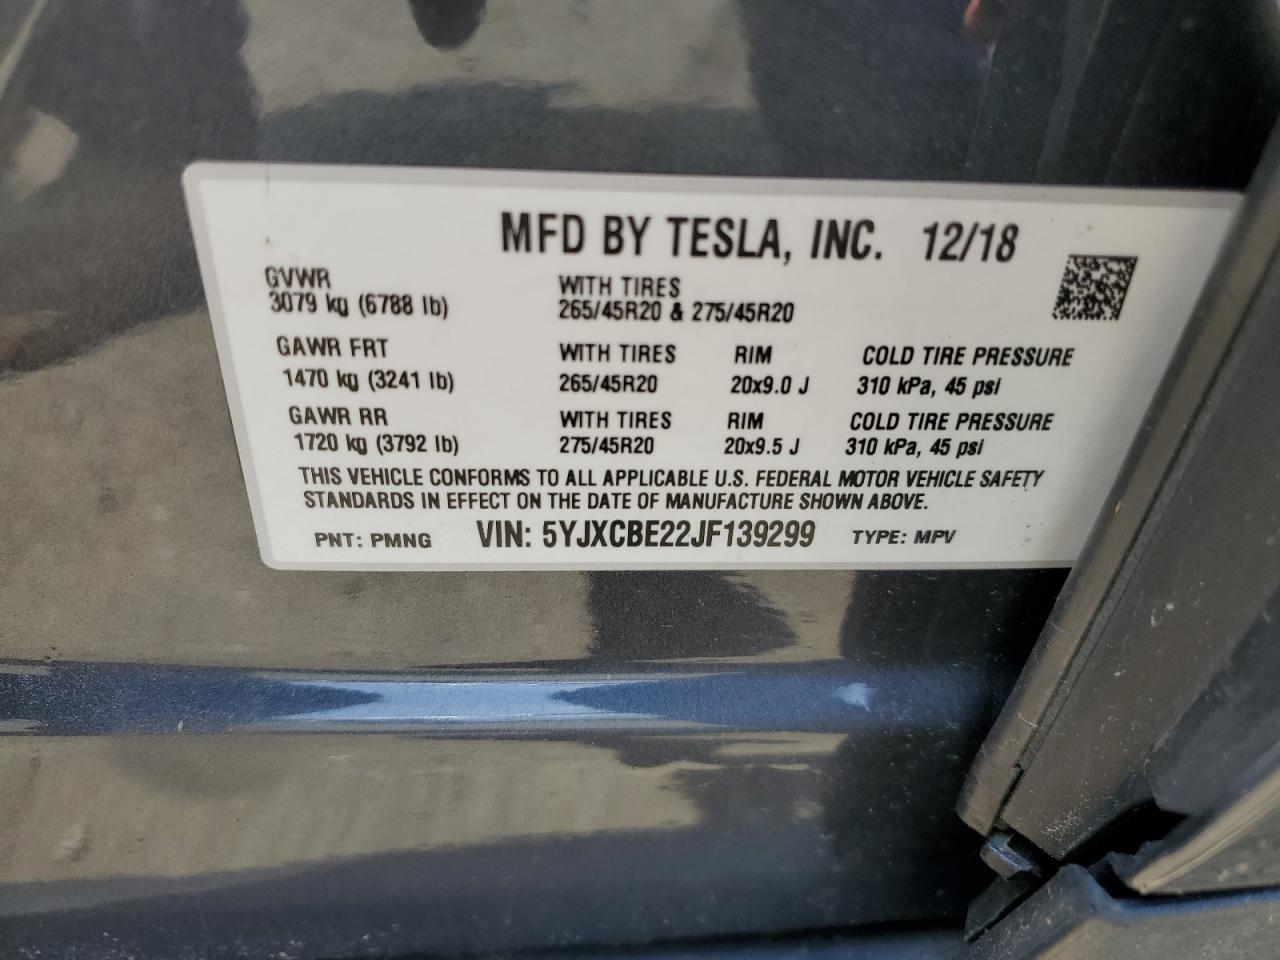 MFD BY TESLA, INC. 12/18
GVWR WITH TIRES
3079 kg (6788 lb) 265/45R20 & 275/45R20
GAWR FRT WITH TIRES RIM COLD TIRE PRESSURE
1470 kg (3241 lb) 265/45R20 20x9.0 J 310 kPa, 45 psi
GAWR RR WITH TIRES RIM COLD TIRE PRESSURE
1720 kg (3792 lb) 275/45R20 20x9.5 J 310 kPa, 45 psi
THIS VEHICLE CONFORMS TO ALL APPLICABLE U.S. FEDERAL MOTOR VEHICLE SAFETY
STANDARDS IN EFFECT ON THE DATE OF MANUFACTURE SHOWN ABOVE.
PNT: PMNG VIN: 5YJXCBE22JF139299 TYPE: MPV